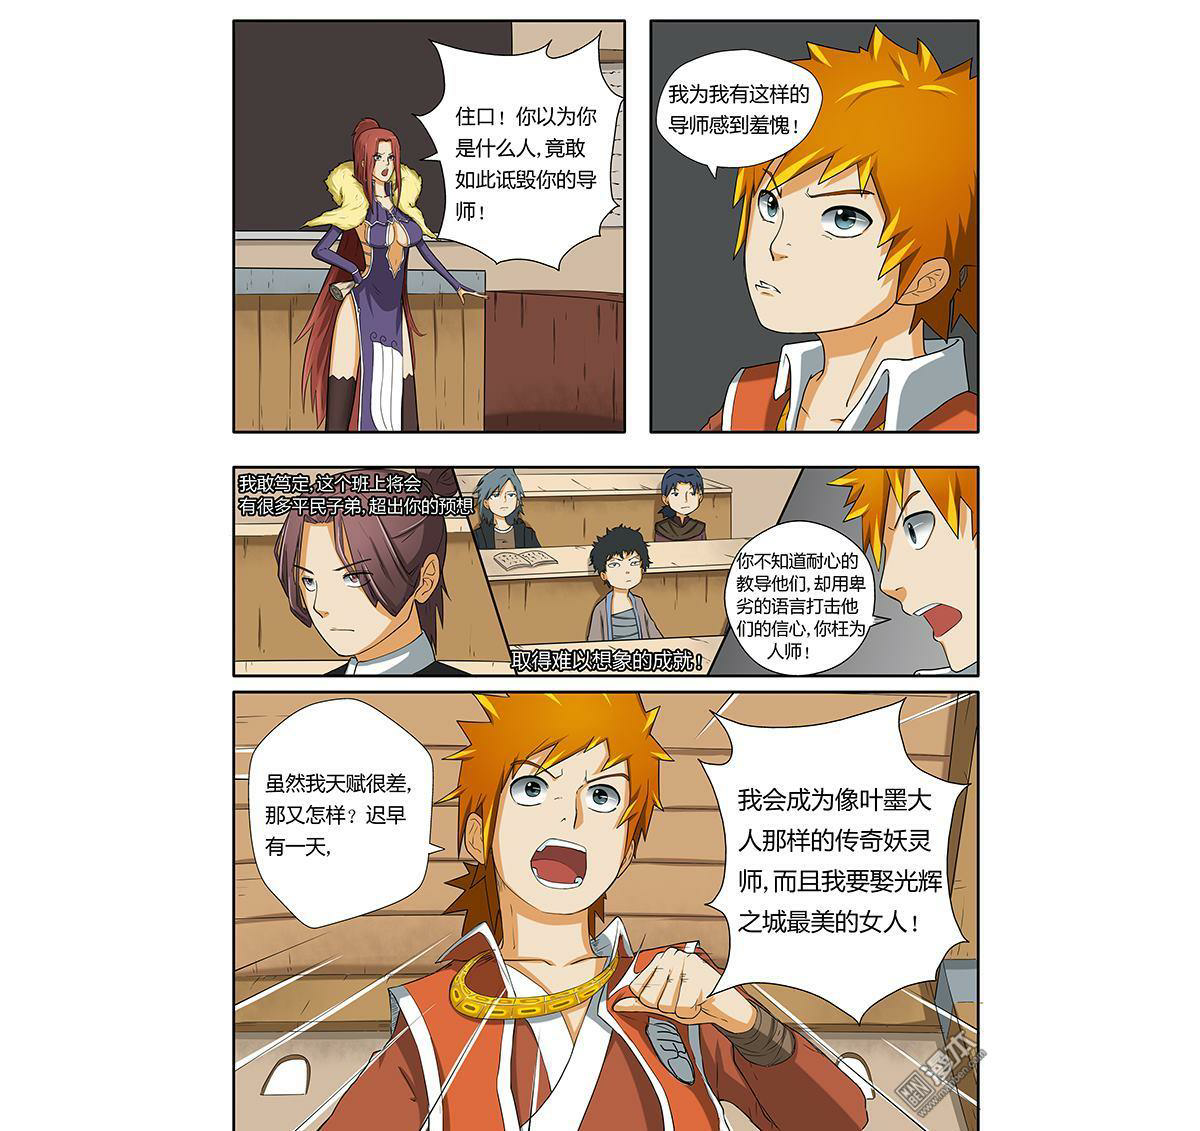 住口！你以为你
是什么人,竟敢
如此诋毁你的导
师！
我为我有这样的
导师感到羞愧！
我敢笃定,这个班上将会
有很多平民子弟,超出你的预想
取得难以想象的成就！
你不知道耐心的
教导他们,却用卑
劣的语言打击他
们的信心,你枉为
人师！
虽然我天赋很差,
那又怎样？迟早
有一天,
我会成为像叶墨大
人那样的传奇妖灵
师,而且我要娶光辉
之城最美的女人！